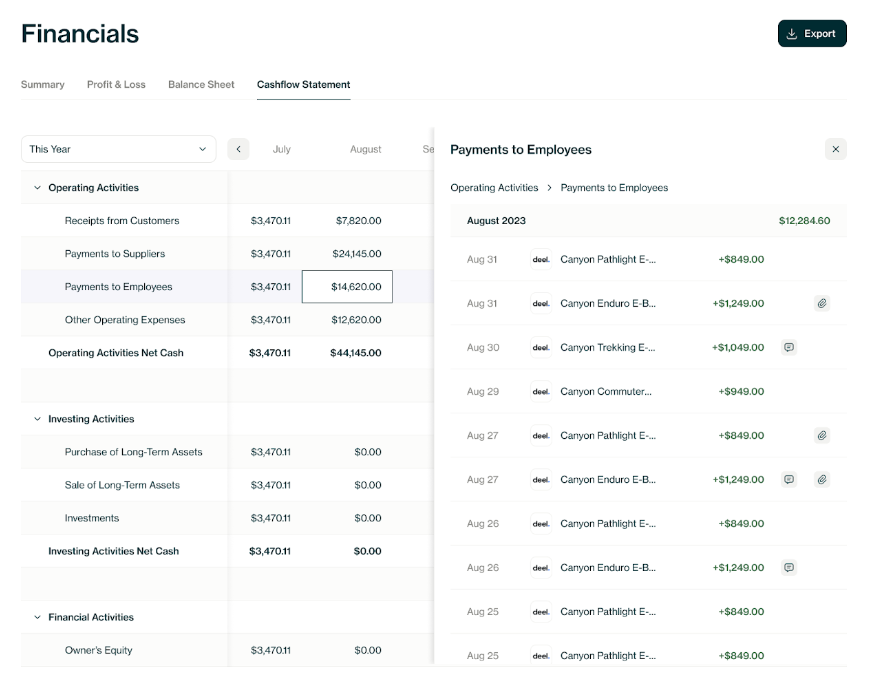 Financials
Export
Summary Profit & Loss Balance Sheet Cashflow Statement
This Year July August Se
Operating Activities
Receipts from Customers $3,470.11 $7,820.00
Payments to Suppliers $3,470.11 $24,145.00
Payments to Employees $3,470.11 $14,620.00
Other Operating Expenses $3,470.11 $12,620.00
Operating Activities Net Cash $3,470.11 $44,145.00
Investing Activities
Purchase of Long-Term Assets $3,470.11 $0.00
Sale of Long-Term Assets $3,470.11 $0.00
Investments $3,470.11 $0.00
Investing Activities Net Cash $3,470.11 $0.00
Financial Activities
Owner's Equity $3,470.11 $0.00
Payments to Employees
Operating Activities > Payments to Employees
August 2023 $12,284.60
Aug 31 deel. Canyon Pathlight E-... +$849.00
Aug 31 deel. Canyon Enduro E-B... +$1,249.00
Aug 30 deel. Canyon Trekking E-... +$1,049.00
Aug 29 deel. Canyon Commuter... +$949.00
Aug 27 deel. Canyon Pathlight E-... +$849.00
Aug 27 deel. Canyon Enduro E-B... +$1,249.00
Aug 26 deel. Canyon Pathlight E-... +$849.00
Aug 26 deel. Canyon Enduro E-B... +$1,249.00
Aug 25 deel. Canyon Pathlight E-... +$849.00
Aug 25 deel. Canyon Pathlight E-... +$849.00